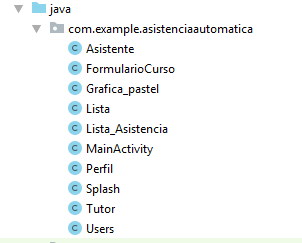 java
com.example.asistenciaautomatica
Asistente
FormularioCurso
Grafica_pastel
Lista
Lista_Asistencia
MainActivity
Perfil
Splash
Tutor
Users